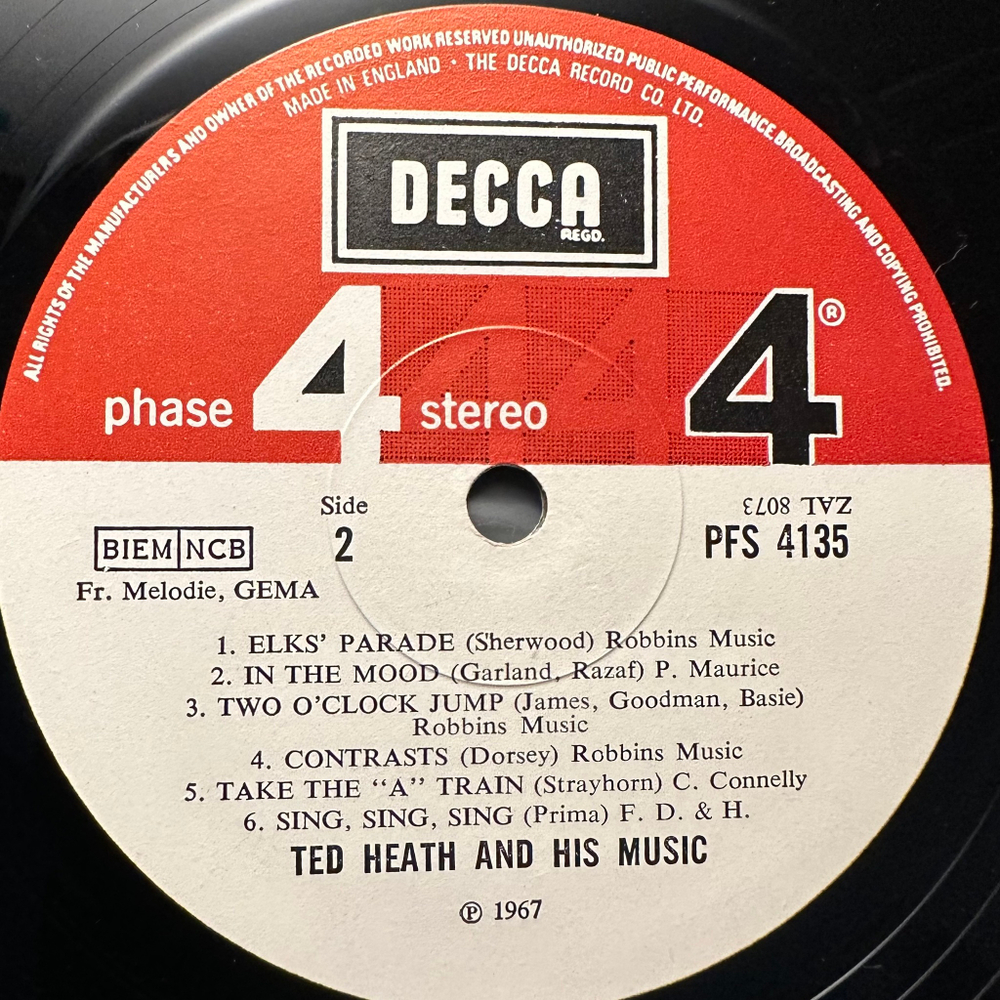 ALL RIGHTS OF THE MANUFACTURERS AND OWNER OF THE RECORDED WORK RESERVED UNAUTHORIZED PUBLIC PERFORMANCE, BROADCASTING AND COPYING PROHIBITED.
MADE IN ENGLAND · THE DECCA RECORD CO. LTD.
DECCA
REGD.
phase 4 stereo 4®
Side
2
ZAL 8073
PFS 4135
BIEM NCB
Fr. Melodie, GEMA
1. ELKS' PARADE (Sherwood) Robbins Music
2. IN THE MOOD (Garland, Razaf) P. Maurice
3. TWO O'CLOCK JUMP (James, Goodman, Basie)
Robbins Music
4. CONTRASTS (Dorsey) Robbins Music
5. TAKE THE “A” TRAIN (Strayhorn) C. Connelly
6. SING, SING, SING (Prima) F. D. & H.
TED HEATH AND HIS MUSIC
℗ 1967